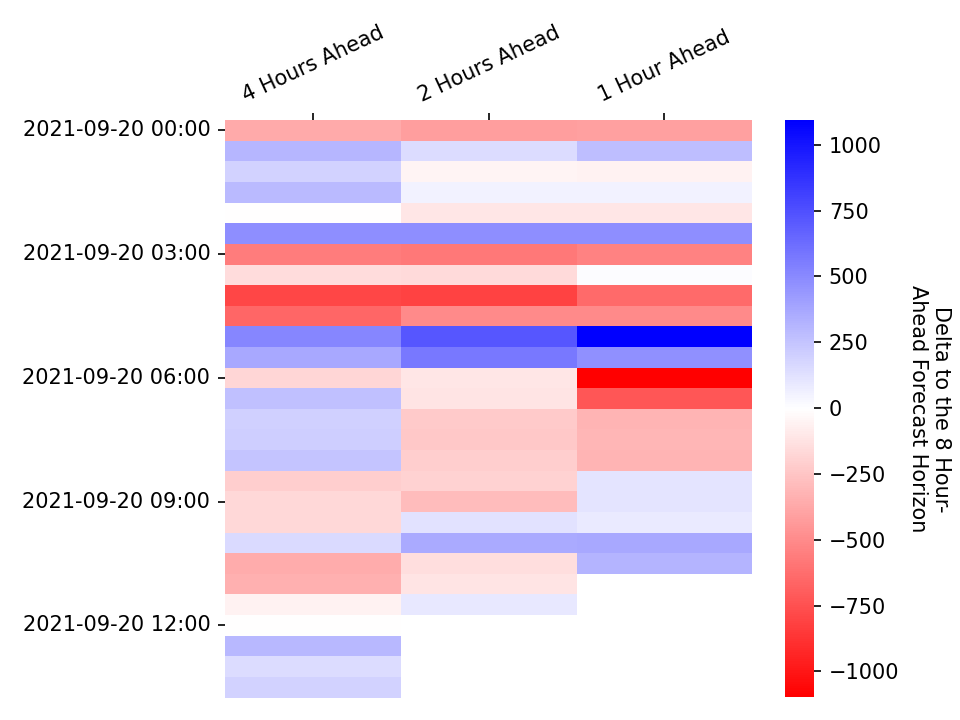 4 Hours Ahead
2 Hours Ahead
1 Hour Ahead
2021-09-20 00:00
2021-09-20 03:00
2021-09-20 06:00
2021-09-20 09:00
2021-09-20 12:00
1000
750
500
250
0
−250
−500
−750
−1000
Delta to the 8 Hour-
Ahead Forecast Horizon